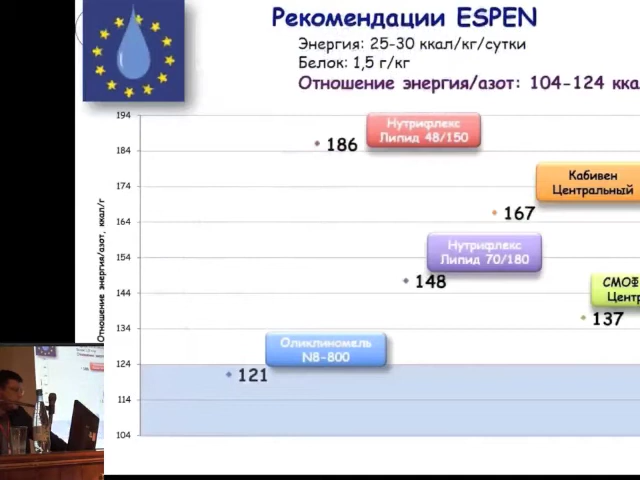 Рекомендации ESPEN
Энергия: 25-30 ккал/кг/сутки
Белок: 1,5 г/кг
Отношение энергия/азот: 104-124 кка
Отношение энергия/азот, ккал/г
194
184
174
164
154
144
134
124
114
104
Нутрифлекс
Липид 48/150
186
Кабивен
Центральный
167
Нутрифлекс
Липид 70/180
148
СМОФ
Центр
137
Оликлиномель
N8-800
121